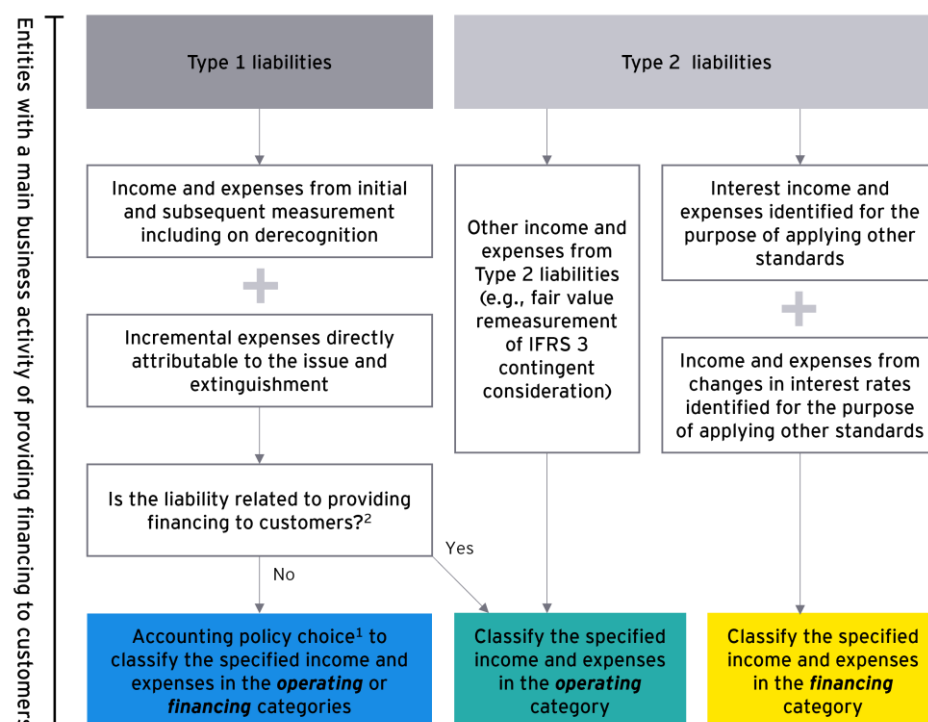 Entities with a main business activity of providing financing to customers
Type 1 liabilities
Type 2 liabilities
Income and expenses from initial
and subsequent measurement
including on derecognition
Incremental expenses directly
attributable to the issue and
extinguishment
Is the liability related to providing
financing to customers?²
Yes
No
Other income and
expenses from
Type 2 liabilities
(e.g., fair value
remeasurement
of IFRS 3
contingent
consideration)
Interest income and
expenses identified for the
purpose of applying other
standards
Income and expenses from
changes in interest rates
identified for the purpose
of applying other standards
Accounting policy choice¹ to
classify the specified income and
expenses in the operating or
financing categories
Classify the specified
income and expenses
in the operating
category
Classify the specified
income and expenses
in the financing
category